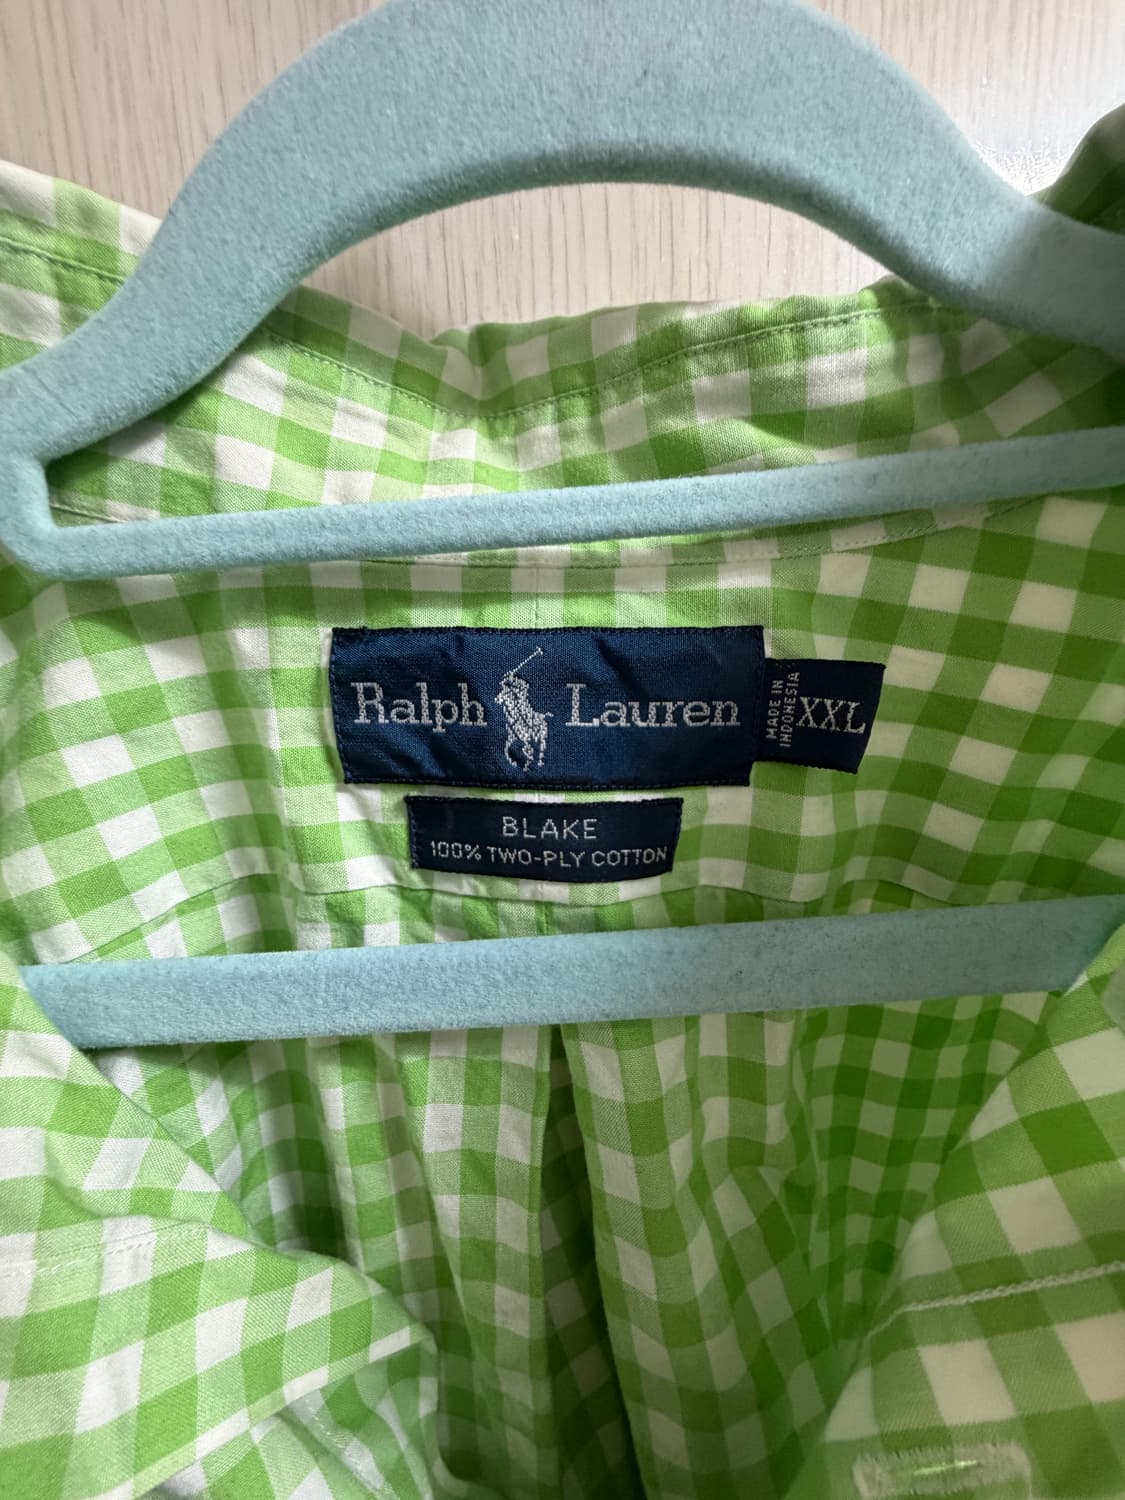 Ralph Lauren
MADE IN
INDONESIA
XXL
BLAKE
100% TWO-PLY COTTON